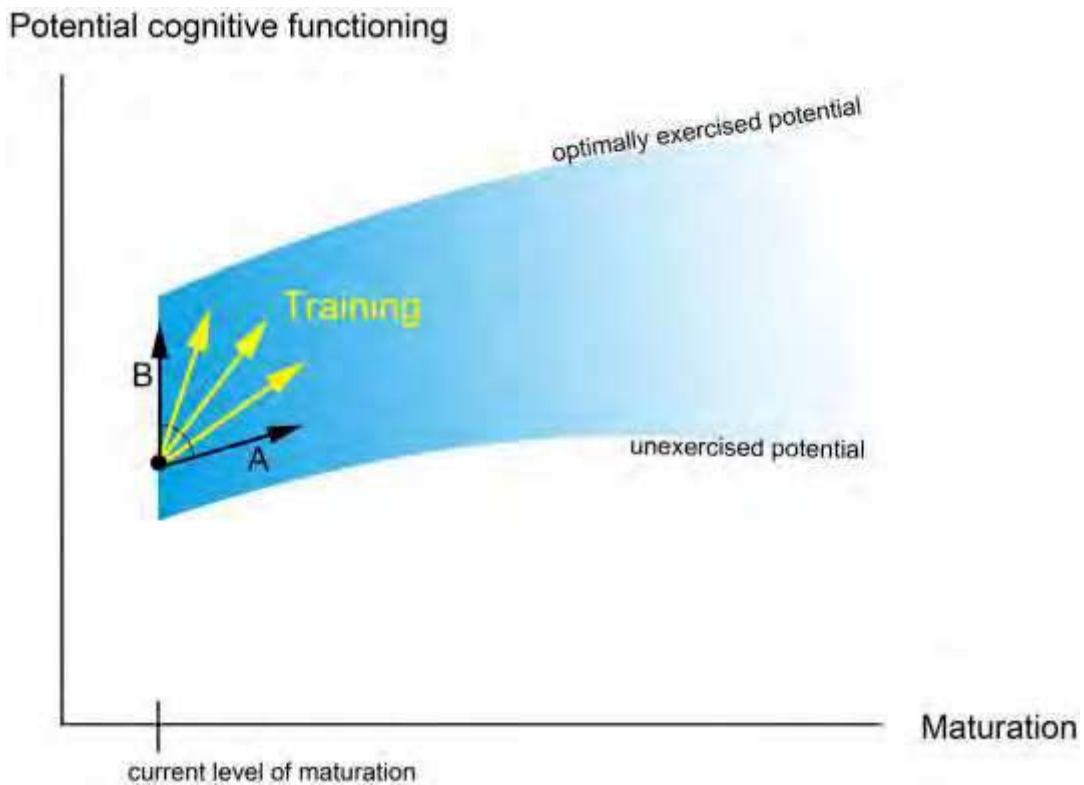 Potential cognitive functioning
optimally exercised potential
Training
B
A
unexercised potential
Maturation
current level of maturation